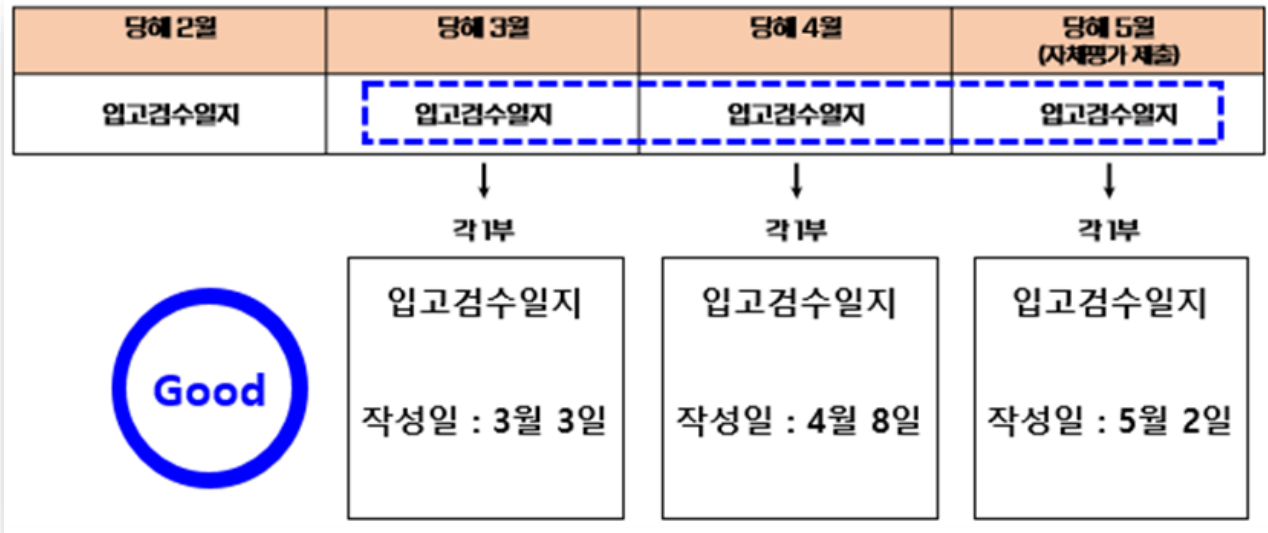 당해 2월
당해 3월
당해 4월
당해 5월
(자체평가 제출)
입고검수일지
입고검수일지
입고검수일지
입고검수일지
각 1부
각 1부
각 1부
입고검수일지
입고검수일지
입고검수일지
Good
작성일 : 3월 3일
작성일 : 4월 8일
작성일 : 5월 2일